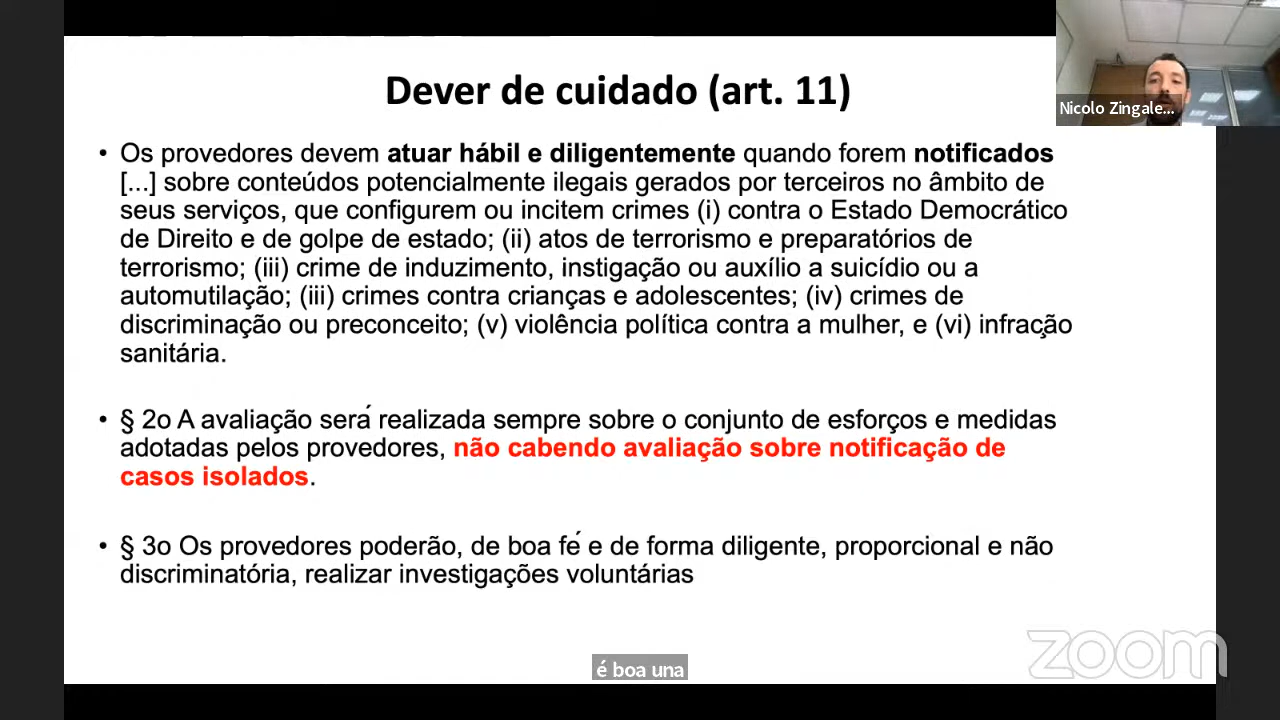 Dever de cuidado (art. 11)
Nicolo Zingale...
• Os provedores devem atuar hábil e diligentemente quando forem notificados
[...] sobre conteúdos potencialmente ilegais gerados por terceiros no âmbito de
seus serviços, que configurem ou incitem crimes (i) contra o Estado Democrático
de Direito e de golpe de estado; (ii) atos de terrorismo e preparatórios de
terrorismo; (iii) crime de induzimento, instigação ou auxílio a suicídio ou a
automutilação; (iii) crimes contra crianças e adolescentes; (iv) crimes de
discriminação ou preconceito; (v) violência política contra a mulher, e (vi) infração
sanitária.
• § 2o A avaliação será realizada sempre sobre o conjunto de esforços e medidas
adotadas pelos provedores, não cabendo avaliação sobre notificação de
casos isolados.
• § 3o Os provedores poderão, de boa fé e de forma diligente, proporcional e não
discriminatória, realizar investigações voluntárias
zoom
é boa una